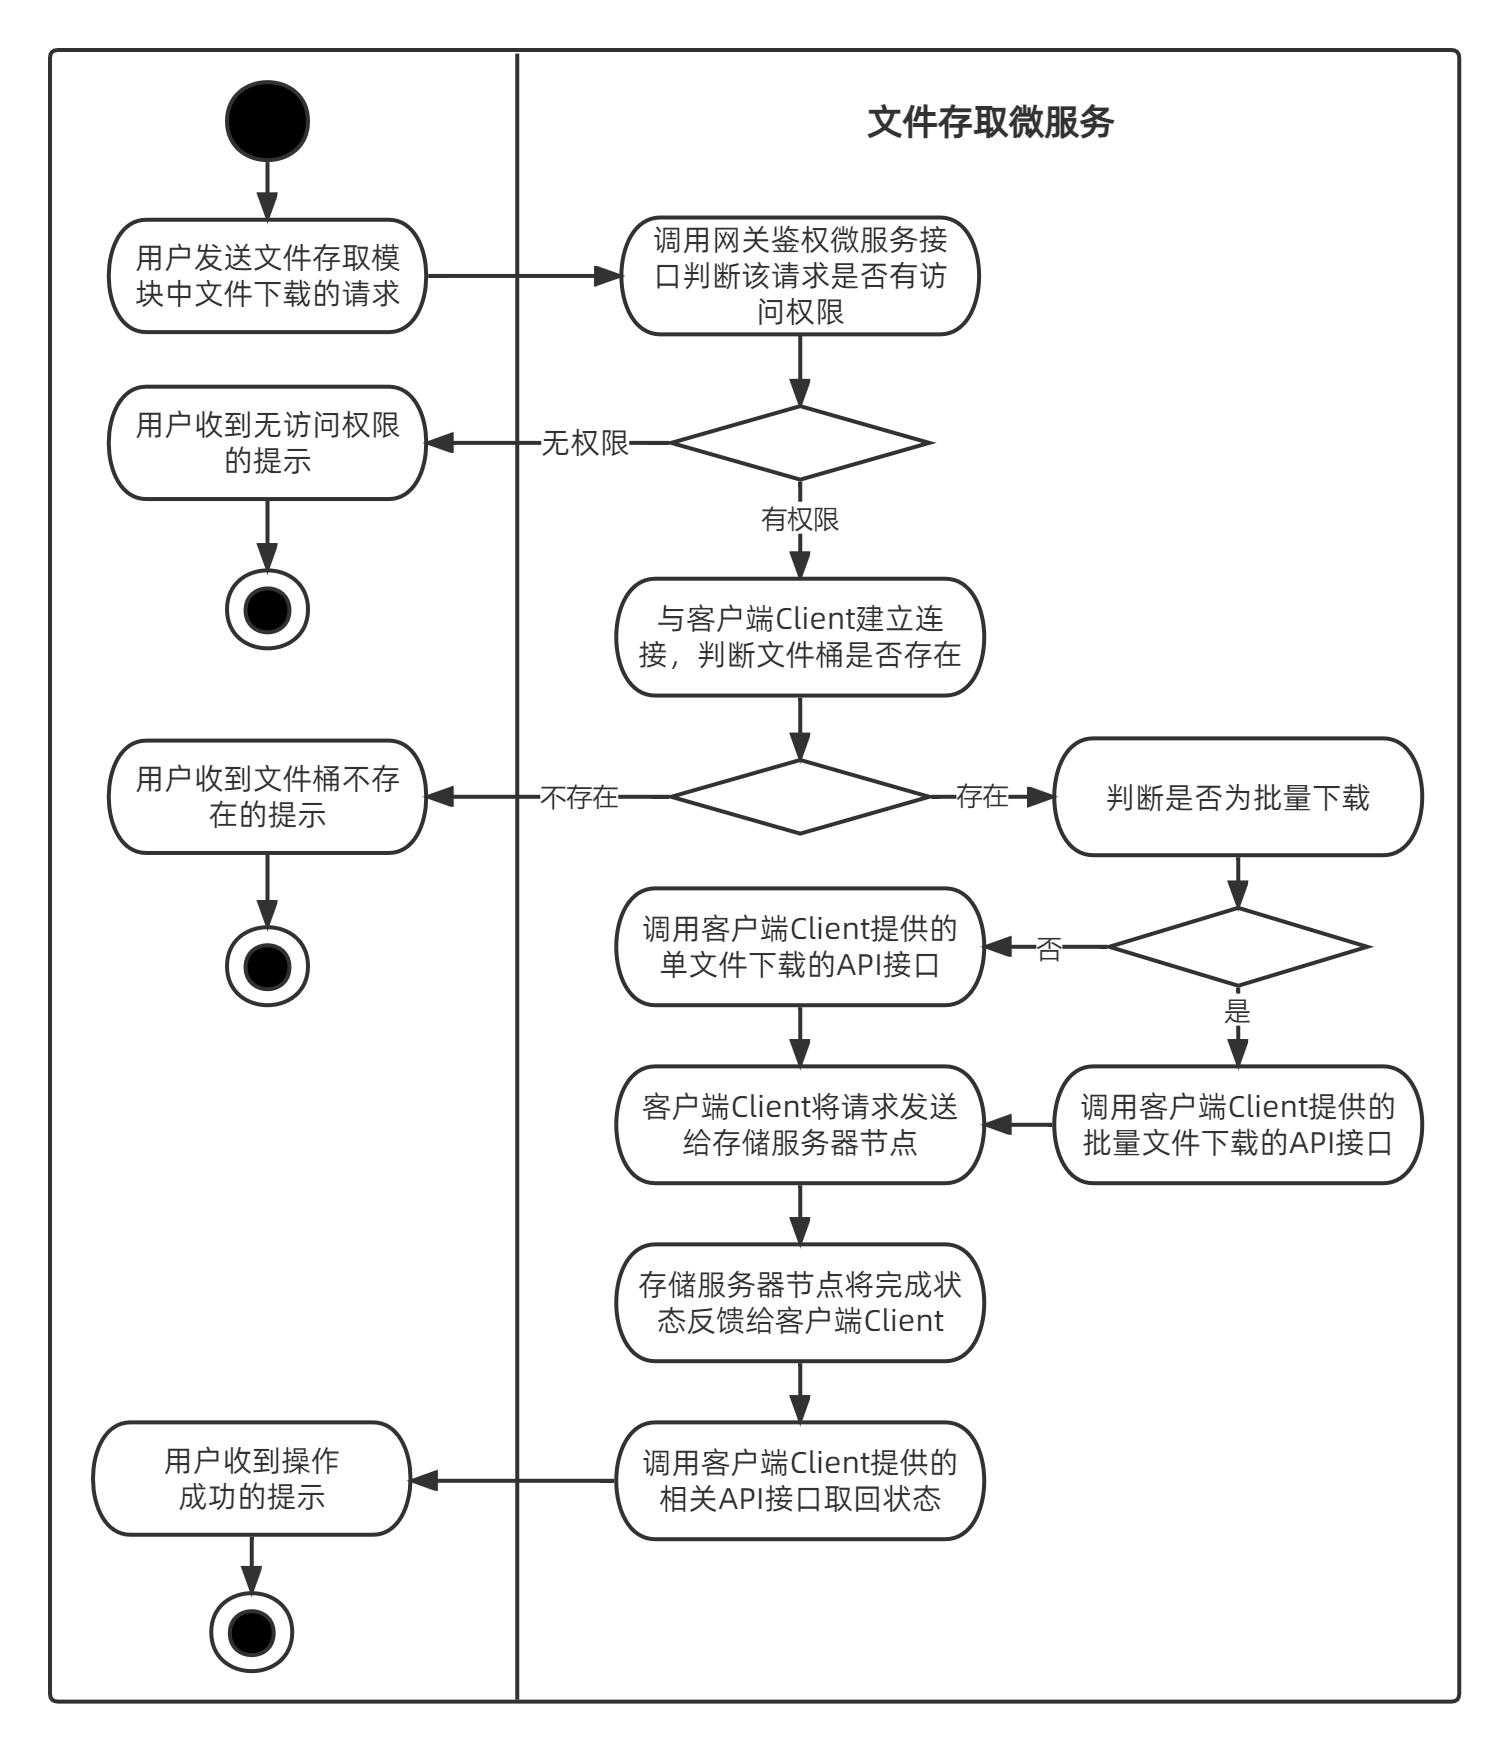 文件存取微服务
用户发送文件存取模
块中文件下载的请求
调用网关鉴权微服务接
口判断该请求是否有访
问权限
用户收到无访问权限
的提示
无权限
有权限
与客户端Client建立连
接，判断文件桶是否存在
用户收到文件桶不存
在的提示
不存在
存在
判断是否为批量下载
调用客户端Client提供的
单文件下载的API接口
否
是
客户端Client将请求发送
给存储服务器节点
调用客户端Client提供的
批量文件下载的API接口
存储服务器节点将完成状
态反馈给客户端Client
用户收到操作
成功的提示
调用客户端Client提供的
相关API接口取回状态